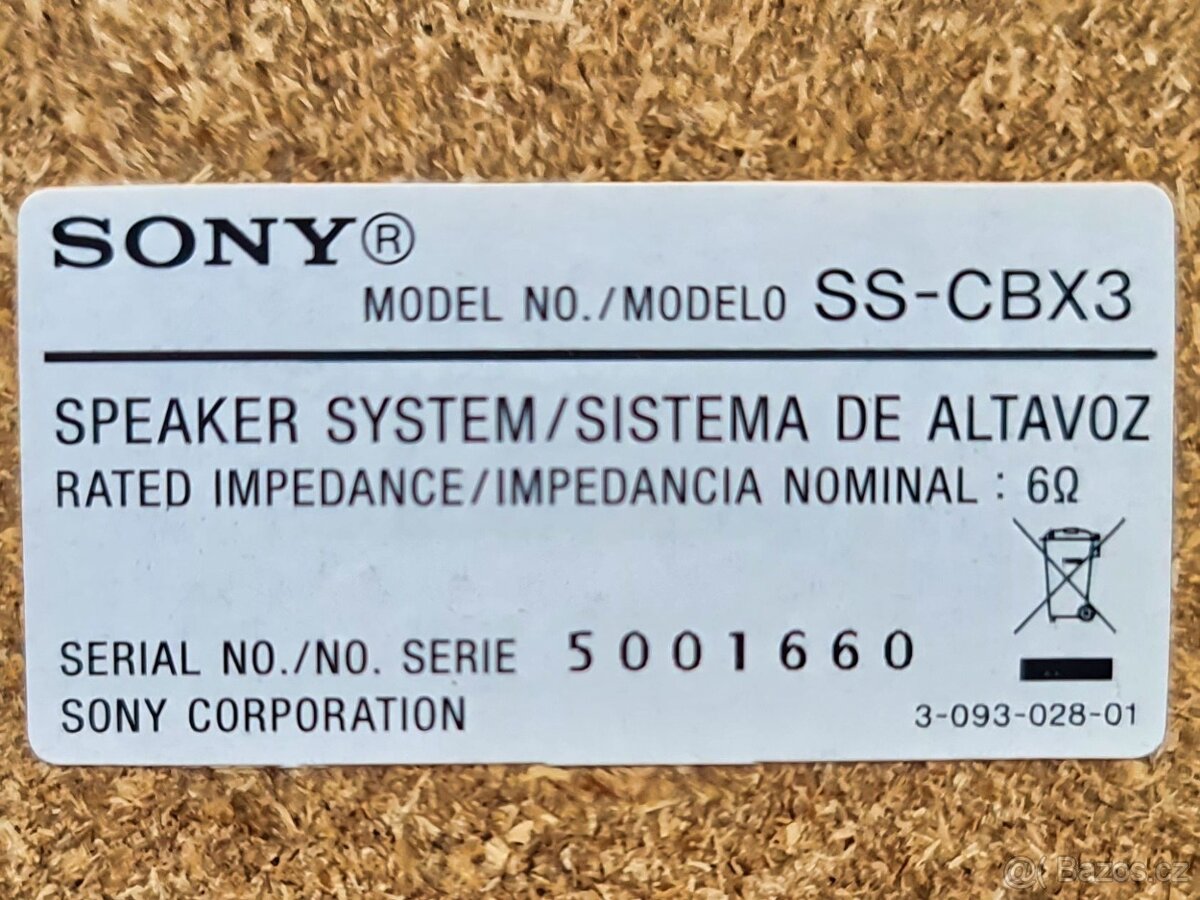 SONY®
MODEL NO./MODELO SS-CBX3
SPEAKER SYSTEM/SISTEMA DE ALTAVOZ
RATED IMPEDANCE/IMPEDANCIA NOMINAL : 6Ω
SERIAL NO./NO. SERIE 5001660
SONY CORPORATION
3-093-028-01
Bazos.cz